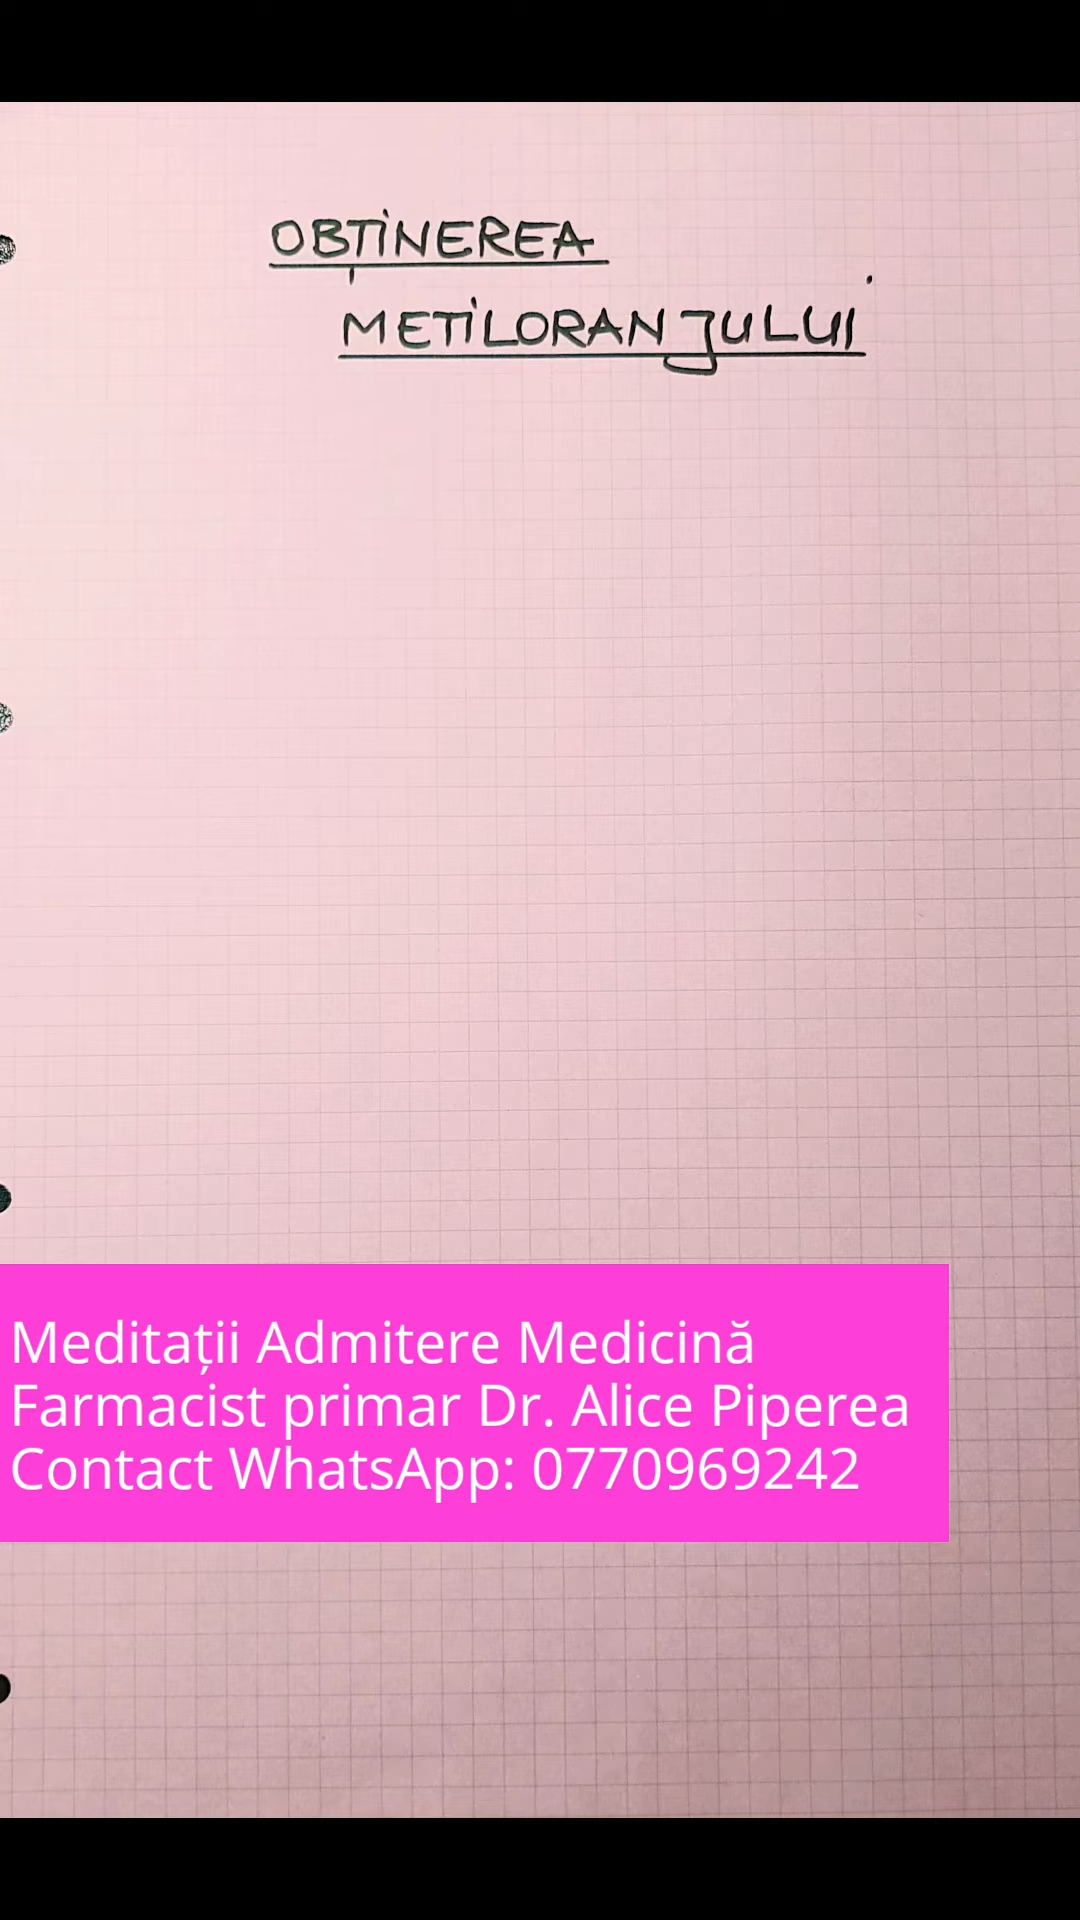 OBȚINEREA
METILORANJULUI
Meditații Admitere Medicină
Farmacist primar Dr. Alice Piperea
Contact WhatsApp: 0770969242